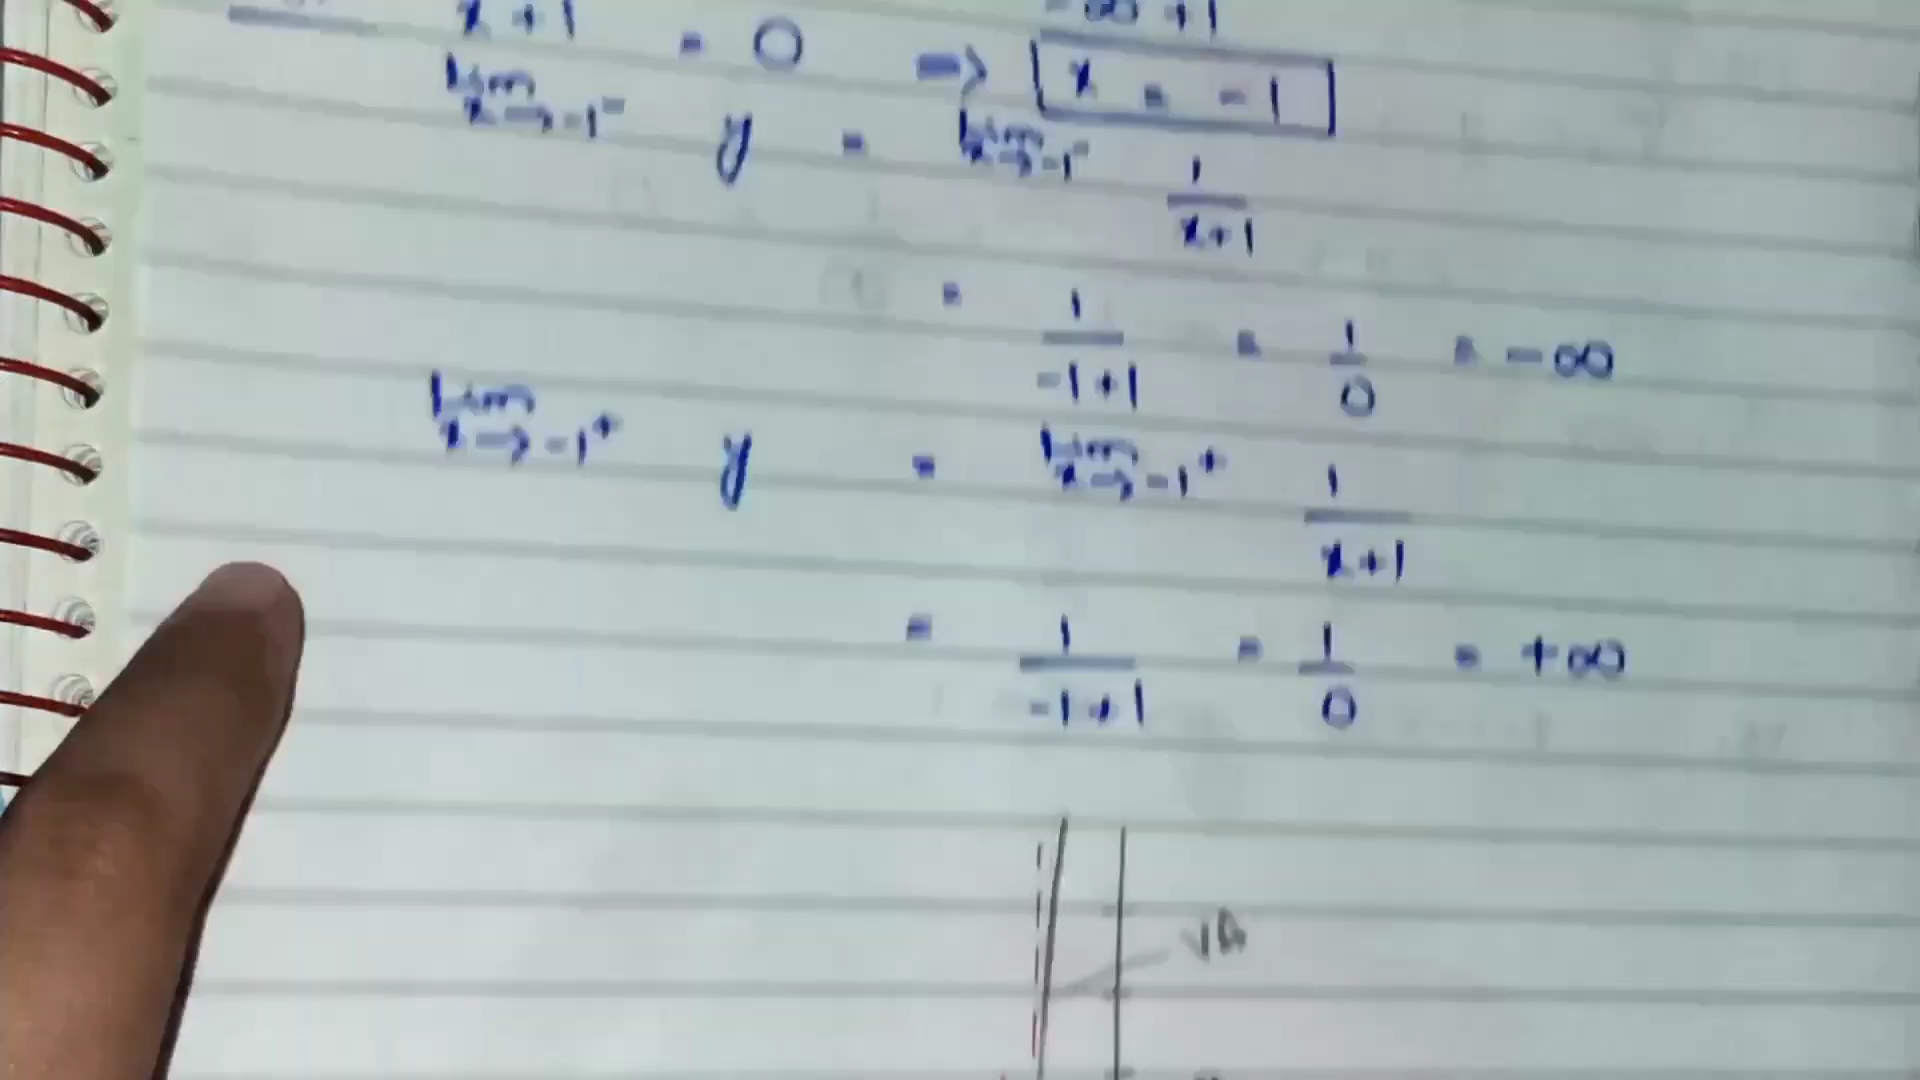 -∞ + 1
x + 1 = 0 ⇒ x = -1
lim x→-1⁻ y = lim x→-1⁻ 1/(x+1)
= 1/(-1+1) = 1/0 = -∞
lim x→-1⁺ y = lim x→-1⁺ 1/(x+1)
= 1/(-1+1) = 1/0 = +∞
VA